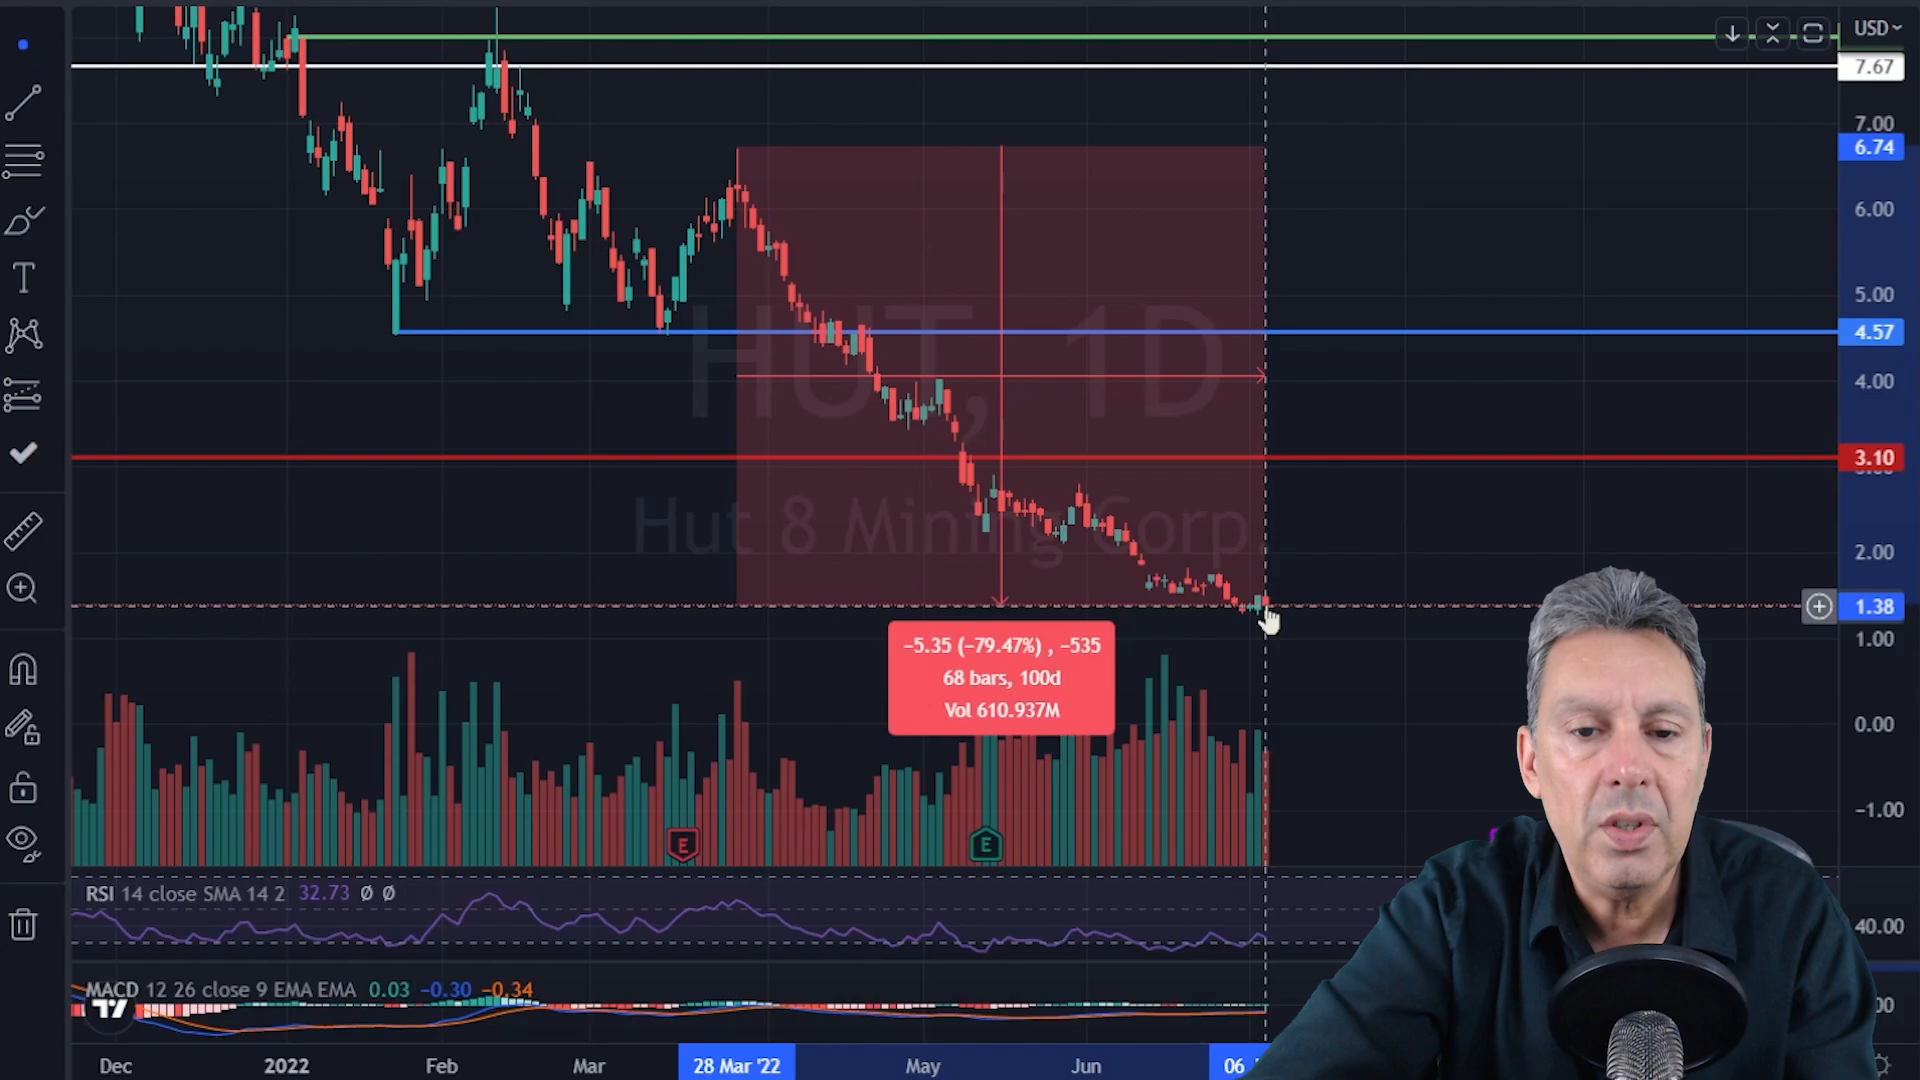 USD
7.67
7.00
6.74
6.00
5.00
4.57
4.00
3.10
2.00
1.38
1.00
0.00
−1.00
HUT, 1D
Hut 8 Mining Corp.
−5.35 (−79.47%) , −535
68 bars, 100d
Vol 610.937M
E
E
RSI 14 close SMA 14 2 32.73 Ø Ø
40.00
MACD 12 26 close 9 EMA EMA 0.03 −0.30 −0.34
Dec 2022 Feb Mar 28 Mar '22 May Jun 06